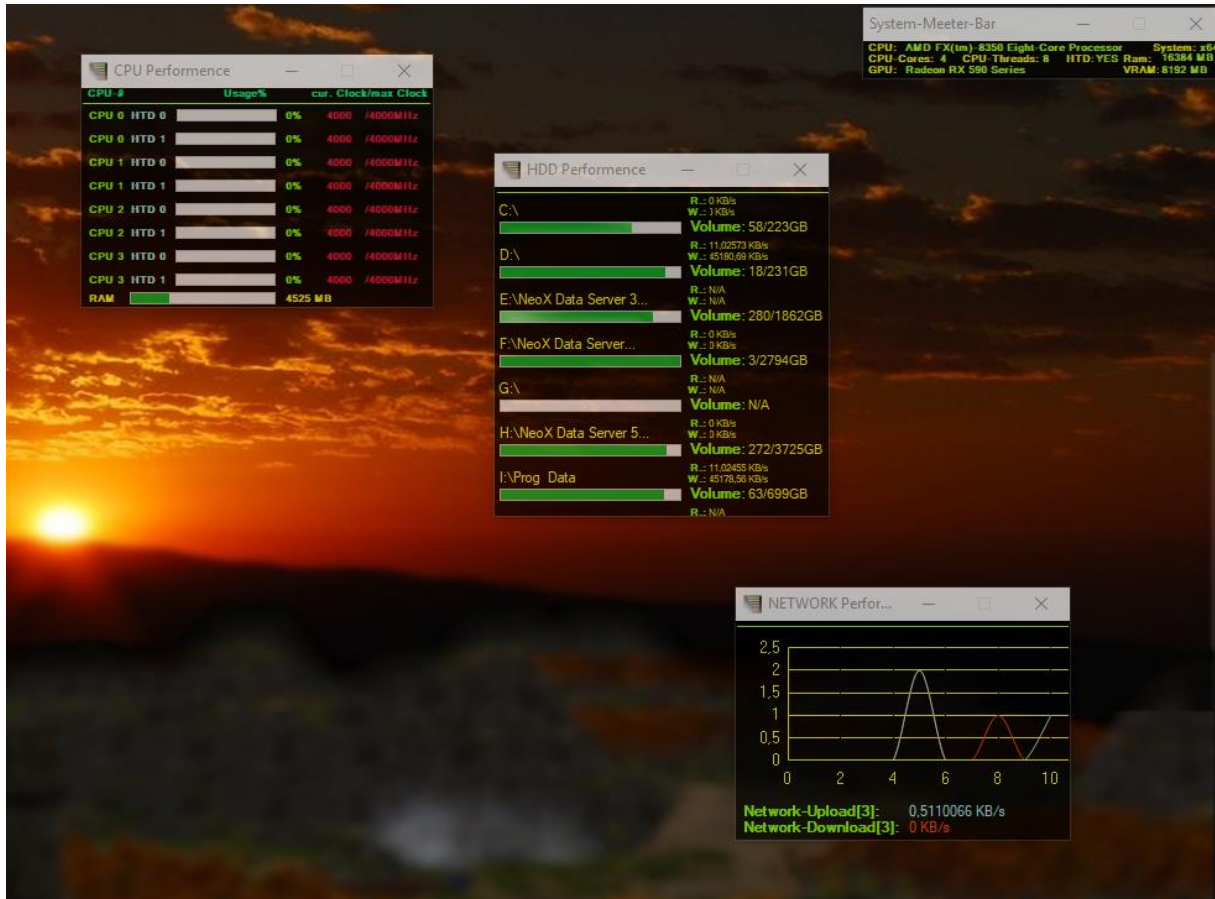 System-Meeter-Bar
CPU: AMD FX(tm)-8350 Eight-Core Processor System: x64
CPU-Cores: 4 CPU-Threads: 8 HTD: YES Ram: 16384 MB
GPU: Radeon RX 590 Series VRAM: 8192 MB
CPU Performence
CPU-# Usage% cur. Clock/max Clock
CPU 0 HTD 0 0% 4000 /4000MHz
CPU 0 HTD 1 0% 4000 /4000MHz
CPU 1 HTD 0 0% 4000 /4000MHz
CPU 1 HTD 1 0% 4000 /4000MHz
CPU 2 HTD 0 0% 4000 /4000MHz
CPU 2 HTD 1 0% 4000 /4000MHz
CPU 3 HTD 0 0% 4000 /4000MHz
CPU 3 HTD 1 0% 4000 /4000MHz
RAM 4525 MB
HDD Performence
C:\
R.: 0 KB/s
W.: 0 KB/s
Volume: 58/223GB
D:\
R.: 11,02573 KB/s
W.: 45180,69 KB/s
Volume: 18/231GB
E:\NeoX Data Server 3...
R.: N/A
W.: N/A
Volume: 280/1862GB
F:\NeoX Data Server...
R.: 0 KB/s
W.: 0 KB/s
Volume: 3/2794GB
G:\
R.: N/A
W.: N/A
Volume: N/A
H:\NeoX Data Server 5...
R.: 0 KB/s
W.: 0 KB/s
Volume: 272/3725GB
I:\Prog Data
R.: 11,02455 KB/s
W.: 45178,56 KB/s
Volume: 63/699GB
R.: N/A
NETWORK Perfor...
2,5
2
1,5
1
0,5
0
0 2 4 6 8 10
Network-Upload[3]: 0,5110066 KB/s
Network-Download[3]: 0 KB/s